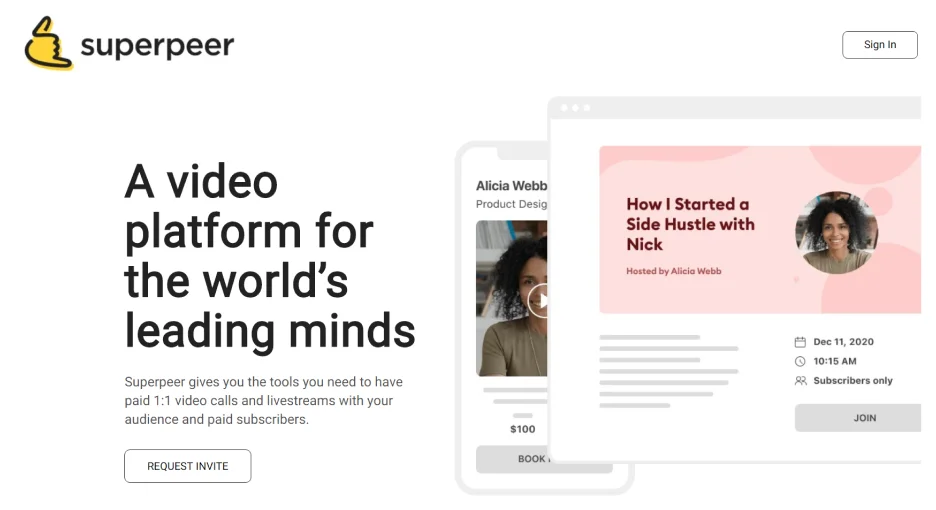 superpeer
Sign In
A video
platform for
the world's
leading minds
Superpeer gives you the tools you need to have
paid 1:1 video calls and livestreams with your
audience and paid subscribers.
REQUEST INVITE
Alicia Webb
Product
$100
BOOK
How I Started a
Side Hustle with
Nick
Hosted by Alicia Webb
Dec 11, 2020
10:15 AM
Subscribers only
JOIN